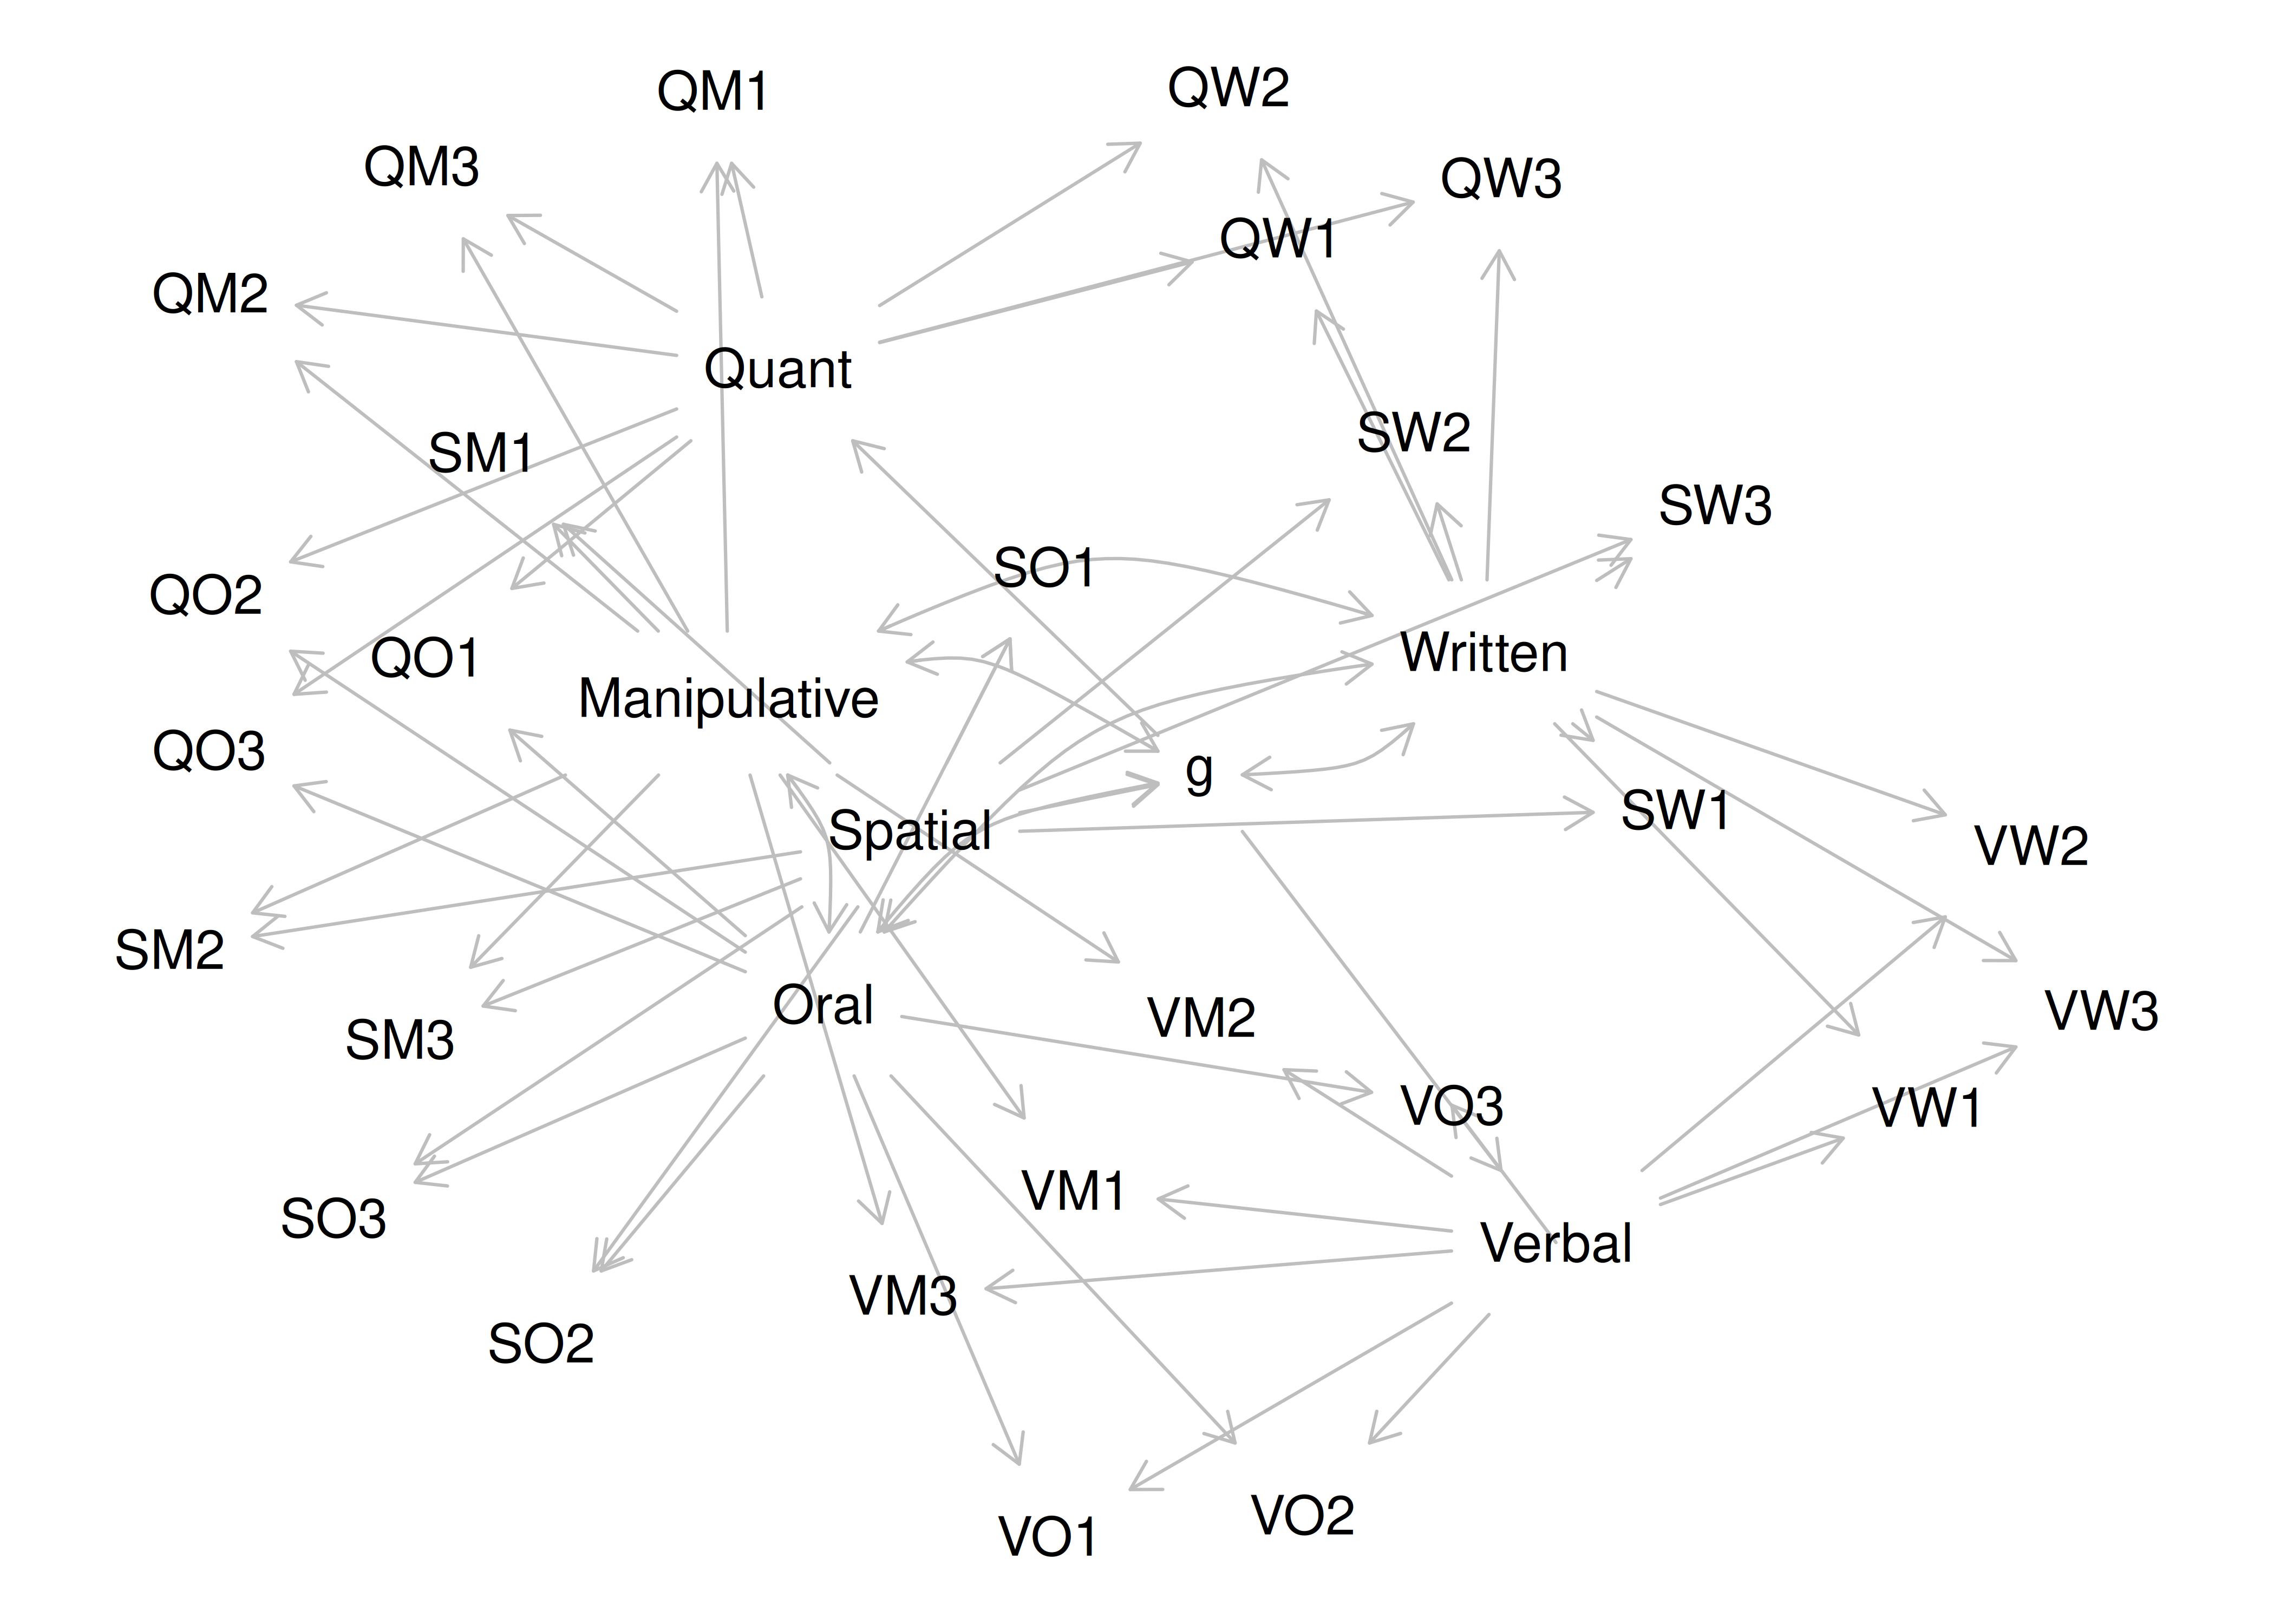 QM1
QW2
QM3
QW3
QW1
QM2
Quant
SW2
SM1
SW3
SO1
QO2
QO1
Written
Manipulative
QO3
g
SW1
Spatial
VW2
SM2
Oral
VM2
VW3
SM3
VO3
VW1
VM1
SO3
Verbal
VM3
SO2
VO2
VO1